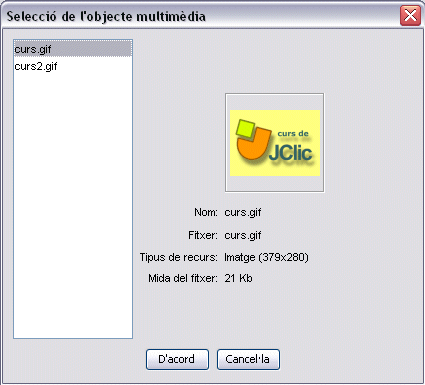 Selecció de l'objecte multimèdia
curs.gif
curs2.gif
curs de
JClic
Nom: curs.gif
Fitxer: curs.gif
Tipus de recurs: Imatge (379x280)
Mida del fitxer: 21 Kb
D'acord
Cancel·la